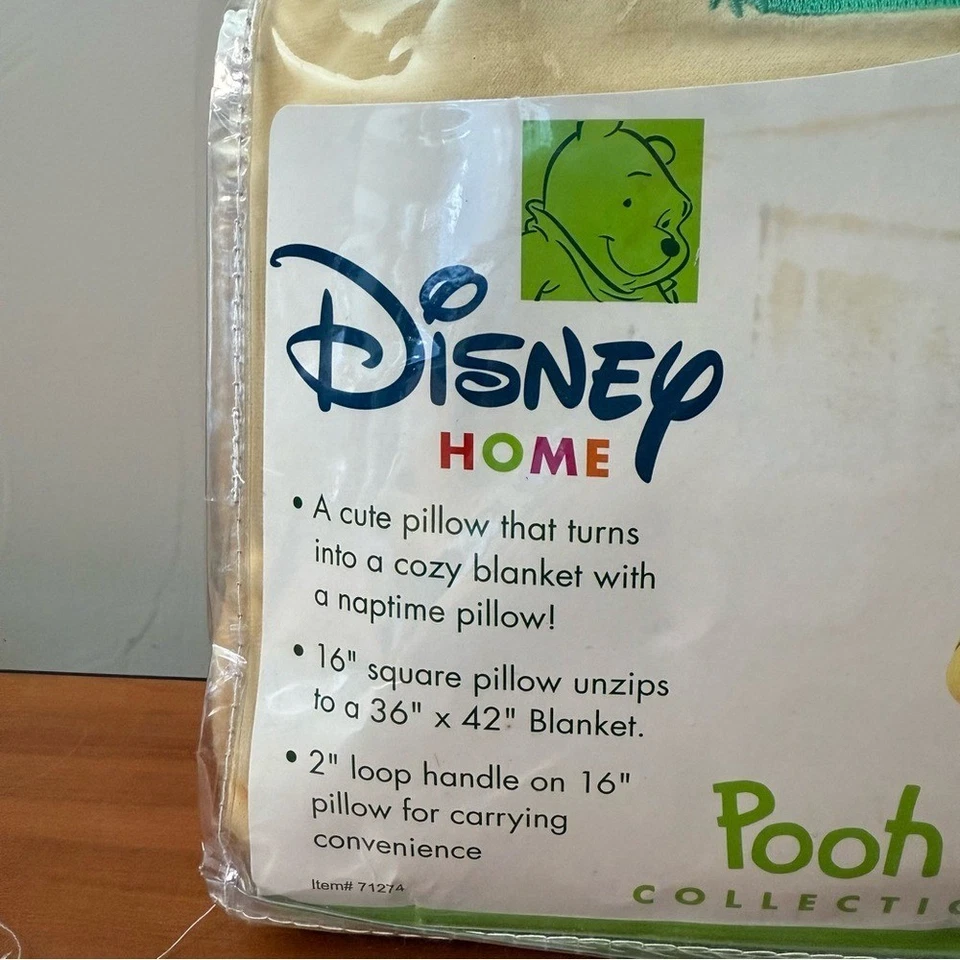 Disney
HOME
• A cute pillow that turns
into a cozy blanket with
a naptime pillow!
• 16" square pillow unzips
to a 36" x 42" Blanket.
• 2" loop handle on 16"
pillow for carrying
convenience
Item# 71274
Pooh
COLLECTIO